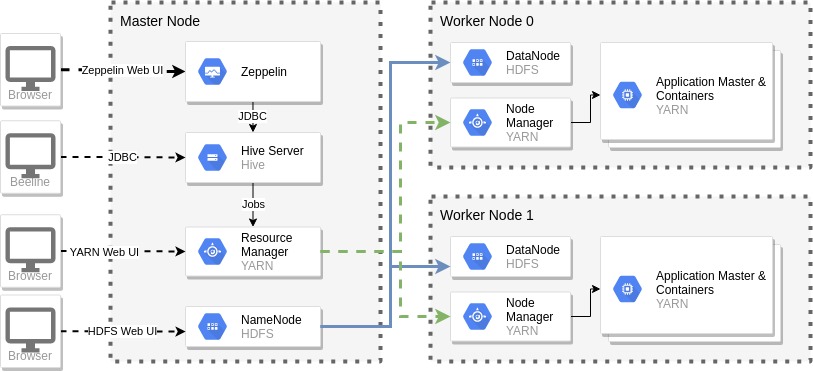 Master Node
Worker Node 0
Zeppelin Web UI
Browser
Zeppelin
JDBC
JDBC
Beeline
Hive Server
Hive
Jobs
YARN Web UI
Browser
Resource
Manager
YARN
HDFS Web UI
Browser
NameNode
HDFS
DataNode
HDFS
Node
Manager
YARN
Application Master &
Containers
YARN
Worker Node 1
DataNode
HDFS
Node
Manager
YARN
Application Master &
Containers
YARN